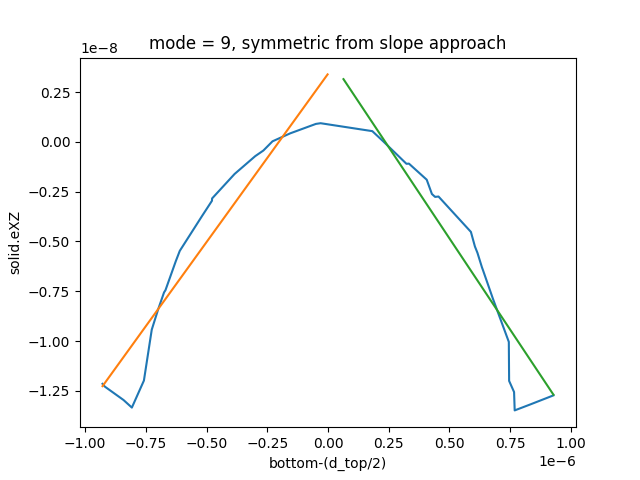 mode = 9, symmetric from slope approach
1e−8
0.25
0.00
−0.25
−0.50
−0.75
−1.00
−1.25
solid.eXZ
−1.00 −0.75 −0.50 −0.25 0.00 0.25 0.50 0.75 1.00
bottom-(d_top/2)
1e−6